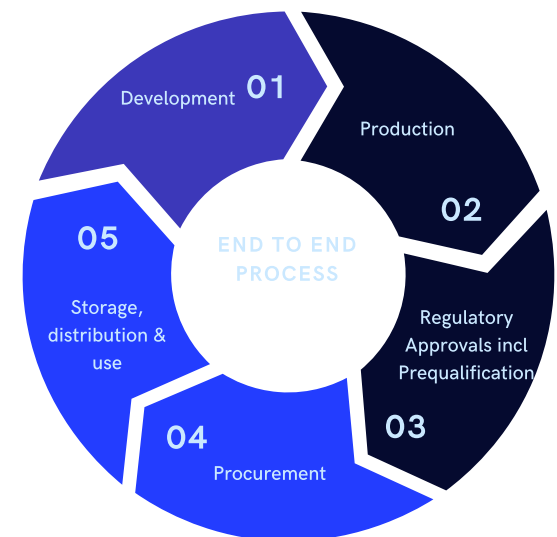 01
Development
Production
02
Regulatory
Approvals incl
Prequalification
03
04
Procurement
05
Storage,
distribution &
use
END TO END
PROCESS